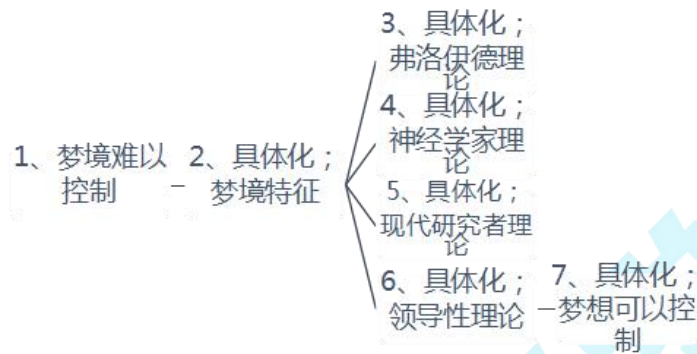 3、具体化；
弗洛伊德理
论
4、具体化；
神经学家理
论
1、梦境难以
控制
2、具体化；
梦境特征
5、具体化；
现代研究者理
论
6、具体化；
领导性理论
7、具体化；
梦想可以控
制